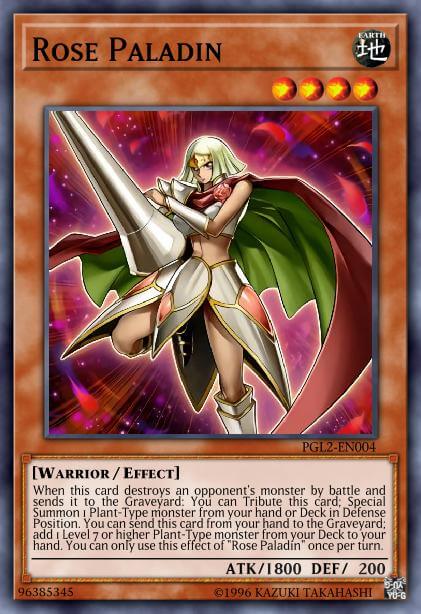 ROSE PALADIN
EARTH
地
PGL2-EN004
[WARRIOR / EFFECT]
When this card destroys an opponent's monster by battle and
sends it to the Graveyard: You can Tribute this card; Special
Summon 1 Plant-Type monster from your hand or Deck in Defense
Position. You can send this card from your hand to the Graveyard;
add 1 Level 7 or higher Plant-Type monster from your Deck to your
hand. You can only use this effect of "Rose Paladin" once per turn.
ATK/1800 DEF/ 200
96385345
©1996 KAZUKI TAKAHASHI